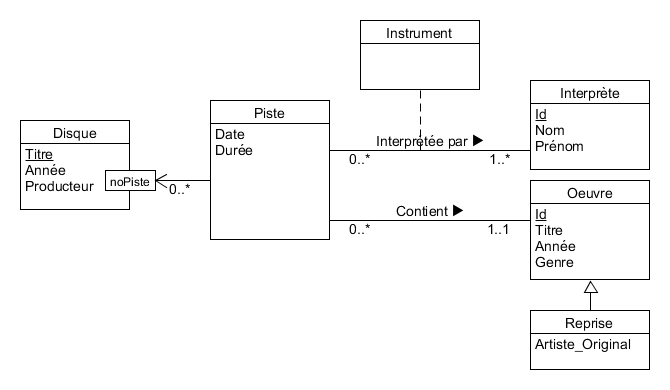 Instrument
Interprète
Id
Nom
Prénom
Piste
Date
Durée
Interprétée par ▶
0..*
1..*
Disque
Titre
Année
Producteur
noPiste
0..*
Contient ▶
0..*
1..1
Oeuvre
Id
Titre
Année
Genre
Reprise
Artiste_Original